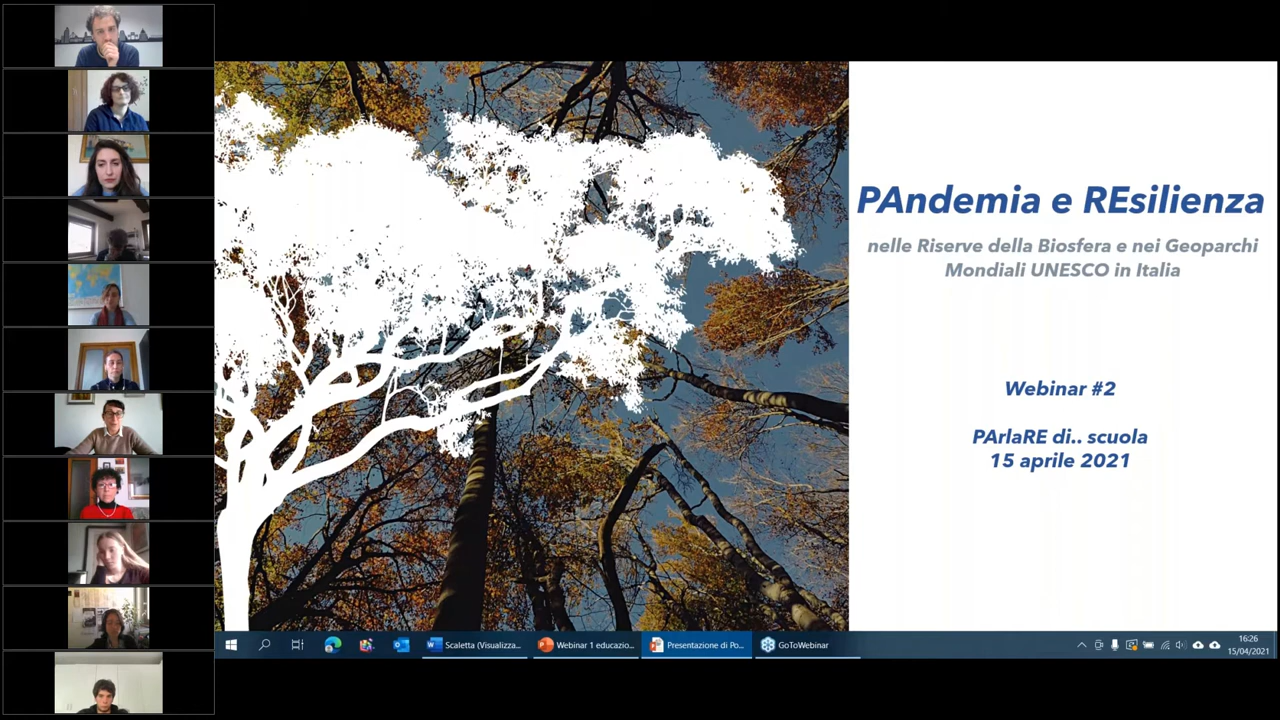 PAndemia e REsilienza
nelle Riserve della Biosfera e nei Geoparchi
Mondiali UNESCO in Italia
Webinar #2
PArlaRE di.. scuola
15 aprile 2021
Scaletta (Visualizza...
Webinar 1 educazio...
Presentazione di Po...
GoToWebinar
16:26
15/04/2021